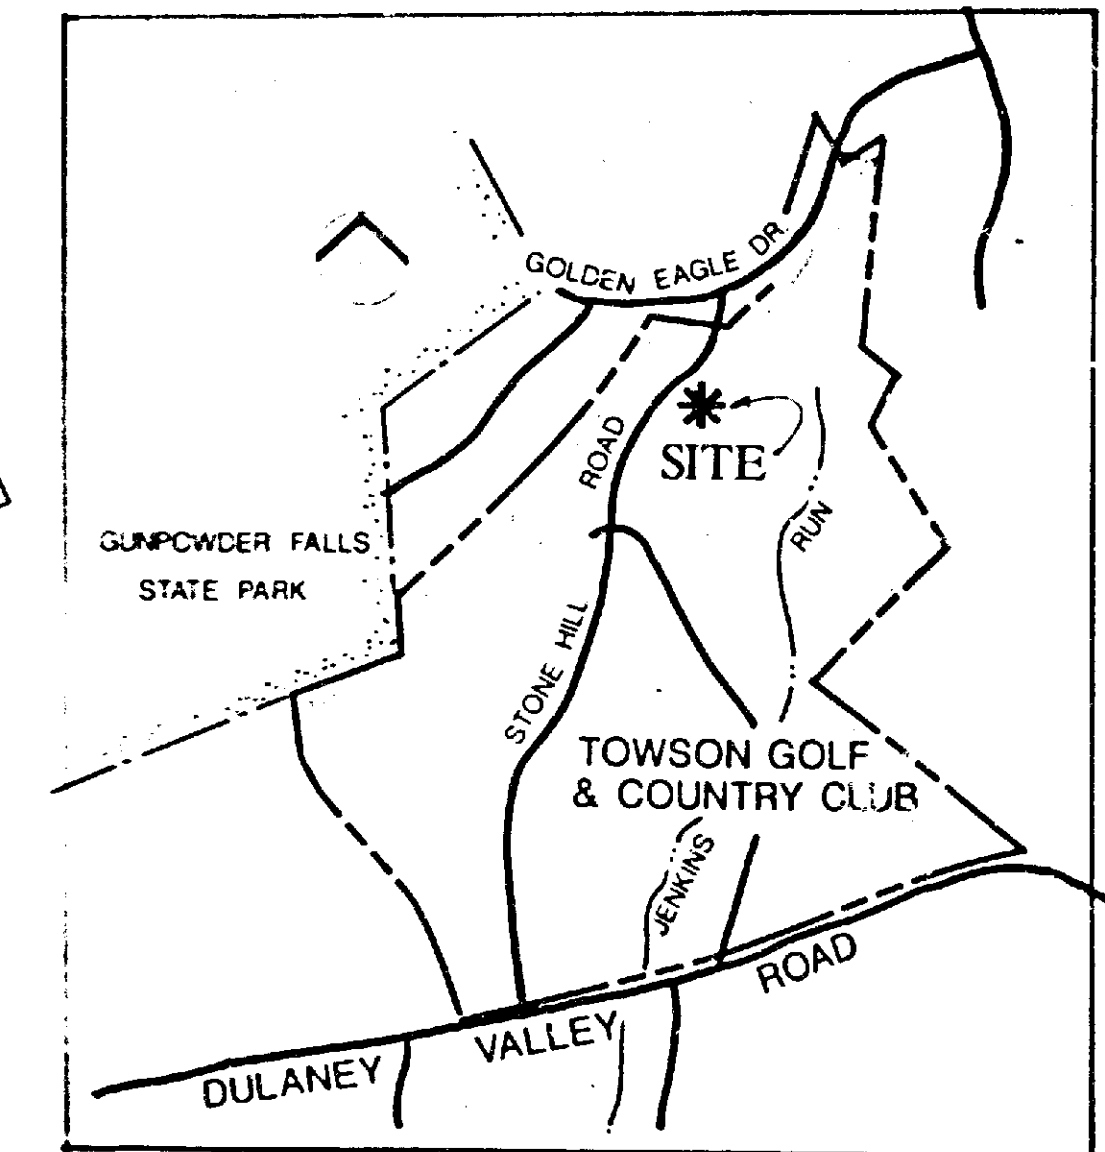 GOLDEN EAGLE DR.
ROAD
SITE
RUN
GUNPOWDER FALLS
STATE PARK
STONE HILL
TOWSON GOLF
& COUNTRY CLUB
JENKINS
ROAD
VALLEY
DULANEY